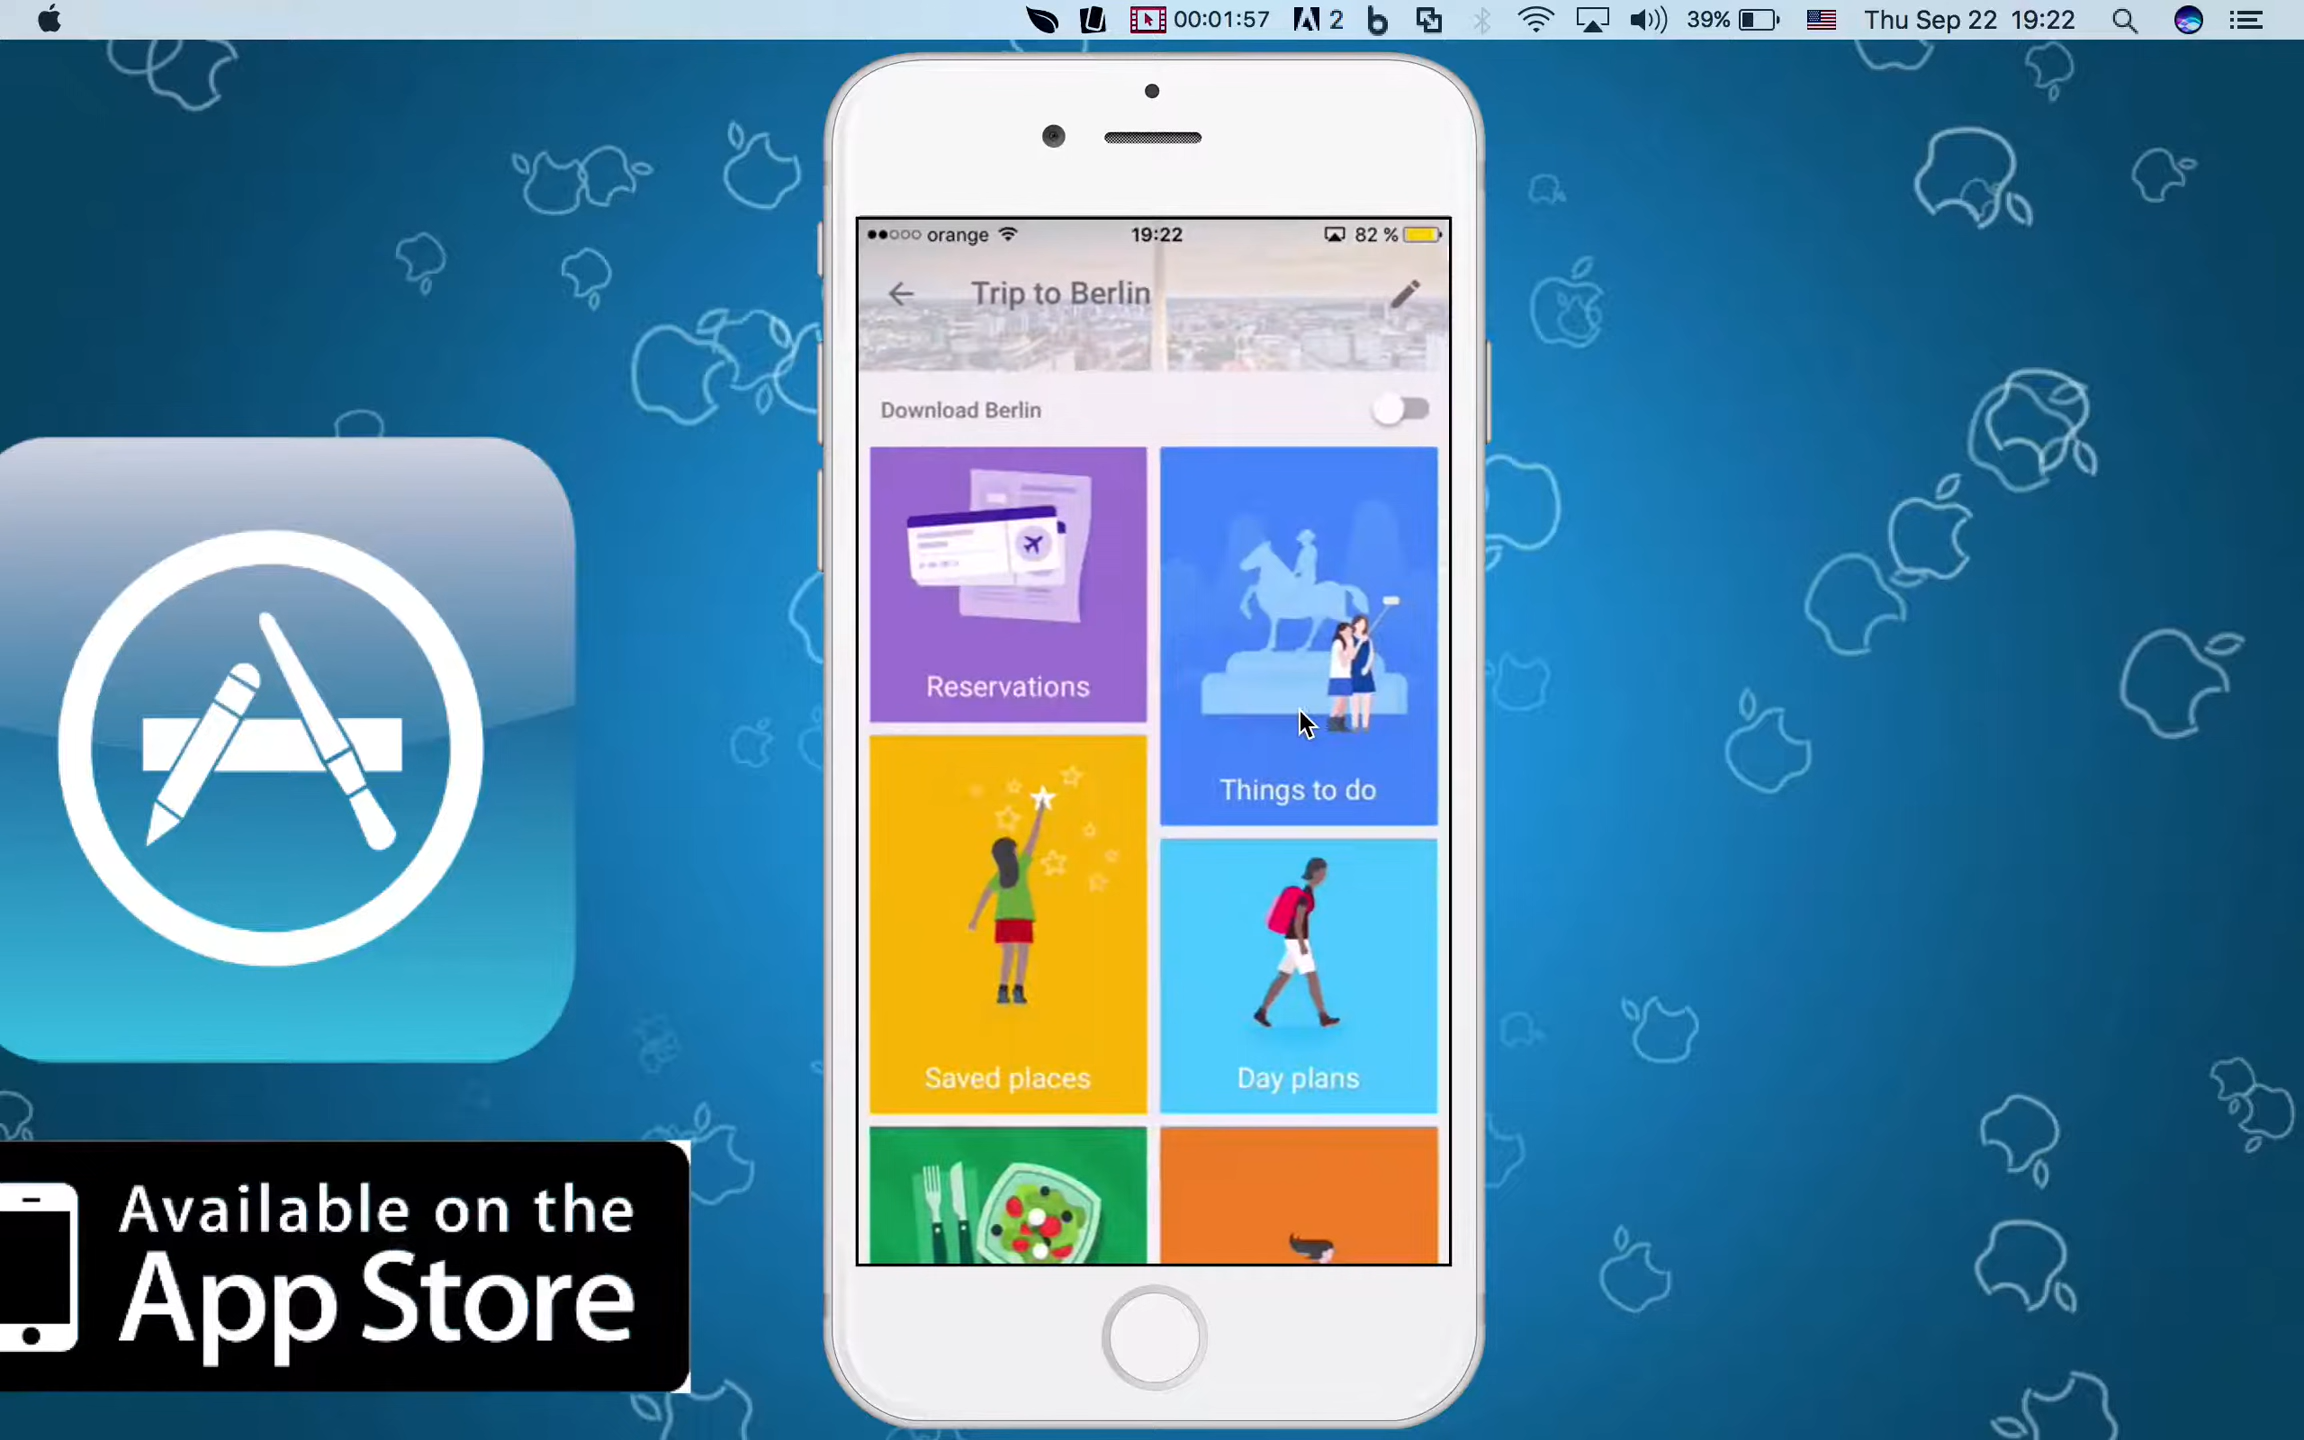 00:01:57 2 39% Thu Sep 22 19:22
orange 19:22 82 %
Trip to Berlin
Download Berlin
Reservations
Things to do
Saved places
Day plans
Available on the
App Store